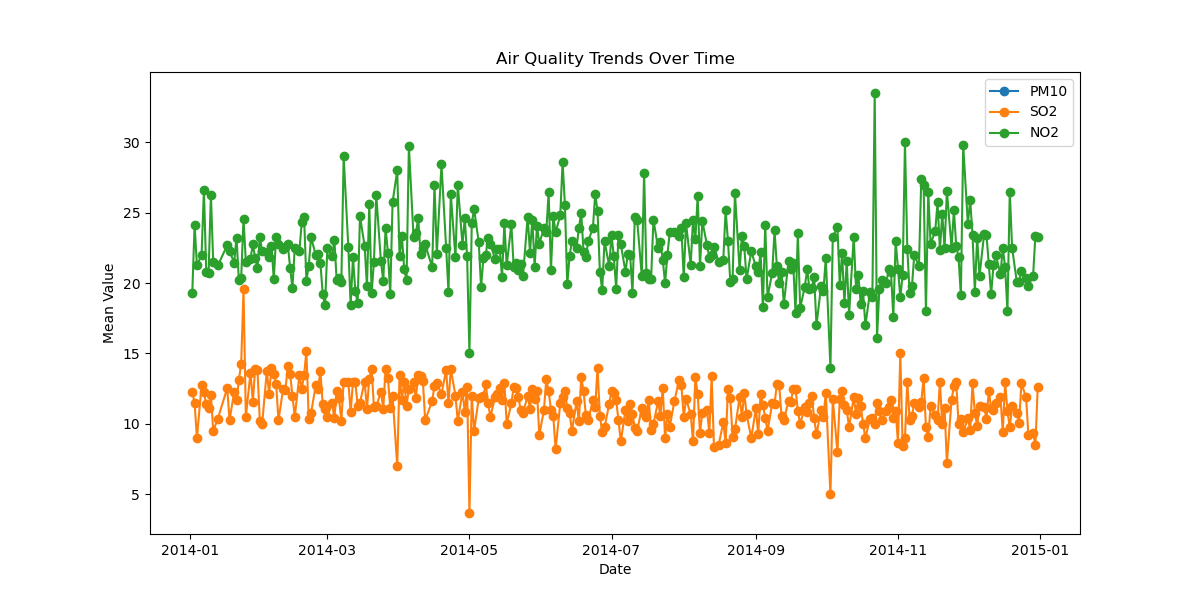 Air Quality Trends Over Time
PM10
SO2
NO2
30
25
20
15
10
5
Mean Value
2014-01 2014-03 2014-05 2014-07 2014-09 2014-11 2015-01
Date